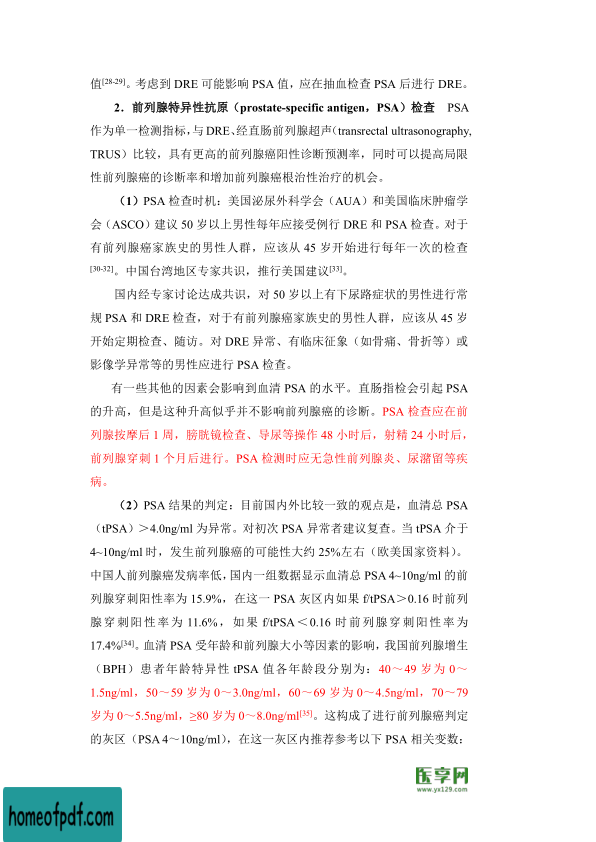 值[28-29]。考虑到 DRE 可能影响 PSA 值，应在抽血检查 PSA 后进行 DRE。
2．前列腺特异性抗原（prostate-specific antigen，PSA）检查 PSA
作为单一检测指标，与 DRE、经直肠前列腺超声（transrectal ultrasonography,
TRUS）比较，具有更高的前列腺癌阳性诊断预测率，同时可以提高局限
性前列腺癌的诊断率和增加前列腺癌根治性治疗的机会。
（1）PSA 检查时机：美国泌尿外科学会（AUA）和美国临床肿瘤学
会（ASCO）建议 50 岁以上男性每年应接受例行 DRE 和 PSA 检查。对于
有前列腺癌家族史的男性人群，应该从 45 岁开始进行每年一次的检查
[30-32]。中国台湾地区专家共识，推行美国建议[33]。
国内经专家讨论达成共识，对 50 岁以上有下尿路症状的男性进行常
规 PSA 和 DRE 检查，对于有前列腺癌家族史的男性人群，应该从 45 岁
开始定期检查、随访。对 DRE 异常、有临床征象（如骨痛、骨折等）或
影像学异常等的男性应进行 PSA 检查。
有一些其他的因素会影响到血清 PSA 的水平。直肠指检会引起 PSA
的升高，但是这种升高似乎并不影响前列腺癌的诊断。PSA 检查应在前
列腺按摩后 1 周，膀胱镜检查、导尿等操作 48 小时后，射精 24 小时后，
前列腺穿刺 1 个月后进行。PSA 检测时应无急性前列腺炎、尿潴留等疾
病。
（2）PSA 结果的判定：目前国内外比较一致的观点是，血清总 PSA
（tPSA）＞4.0ng/ml 为异常。对初次 PSA 异常者建议复查。当 tPSA 介于
4~10ng/ml 时，发生前列腺癌的可能性大约 25%左右（欧美国家资料）。
中国人前列腺癌发病率低，国内一组数据显示血清总 PSA 4~10ng/ml 的前
列腺穿刺阳性率为 15.9%，在这一 PSA 灰区内如果 f/tPSA＞0.16 时前列
腺穿刺阳性率为 11.6%，如果 f/tPSA＜0.16 时前列腺穿刺阳性率为
17.4%[34]。血清 PSA 受年龄和前列腺大小等因素的影响，我国前列腺增生
（BPH）患者年龄特异性 tPSA 值各年龄段分别为：40～49 岁为 0～
1.5ng/ml，50～59 岁为 0～3.0ng/ml，60～69 岁为 0～4.5ng/ml，70～79
岁为 0～5.5ng/ml，≥80 岁为 0～8.0ng/ml[35]。这构成了进行前列腺癌判定
的灰区（PSA 4～10ng/ml），在这一灰区内推荐参考以下 PSA 相关变数：
医享网
www.yx129.com
homeofpdf.com